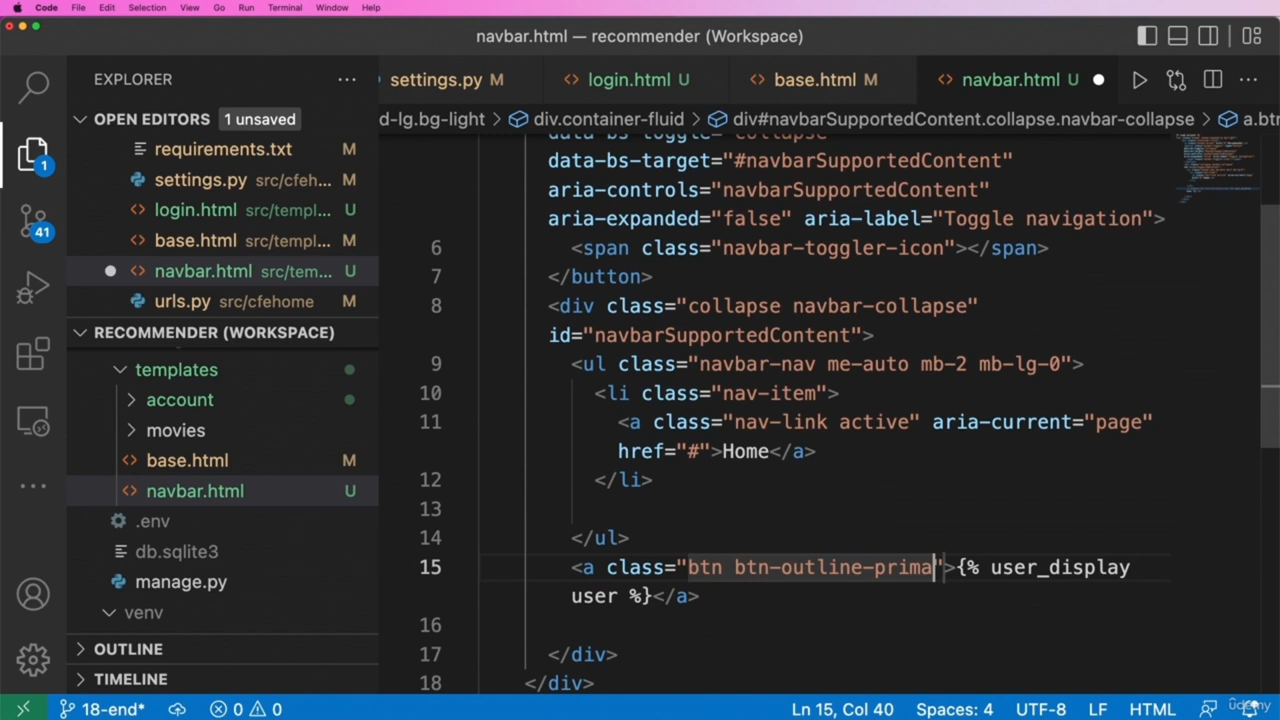 Code File Edit Selection View Go Run Terminal Window Help
navbar.html — recommender (Workspace)
EXPLORER
settings.py M
login.html U
base.html M
navbar.html U
OPEN EDITORS 1 unsaved
d-lg.bg-light > div.container-fluid > div#navbarSupportedContent.collapse.navbar-collapse > a.btn
requirements.txt M
settings.py src/cfeh... M
login.html src/templ... U
base.html src/templ... M
navbar.html src/tem... U
urls.py src/cfehome M
RECOMMENDER (WORKSPACE)
templates
account
movies
base.html M
navbar.html U
.env
db.sqlite3
manage.py
venv
OUTLINE
TIMELINE
1
41
data-bs-toggle="collapse"
data-bs-target="#navbarSupportedContent"
aria-controls="navbarSupportedContent"
aria-expanded="false" aria-label="Toggle navigation">
6 <span class="navbar-toggler-icon"></span>
7 </button>
8 <div class="collapse navbar-collapse"
id="navbarSupportedContent">
9 <ul class="navbar-nav me-auto mb-2 mb-lg-0">
10 <li class="nav-item">
11 <a class="nav-link active" aria-current="page"
href="#">Home</a>
12 </li>
13
14 </ul>
15 <a class="btn btn-outline-prima">{% user_display
user %}</a>
16
17 </div>
18 </div>
18-end* 0 0 Ln 15, Col 40 Spaces: 4 UTF-8 LF HTML
udemy